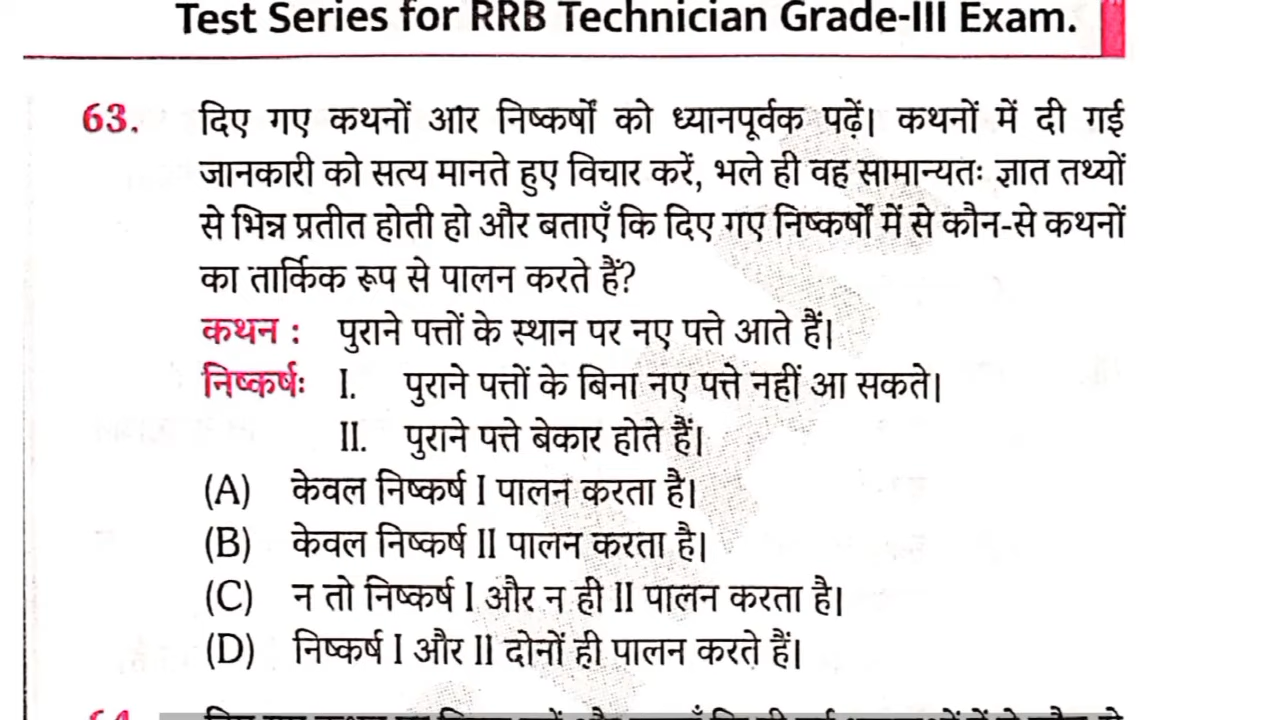 Test Series for RRB Technician Grade-III Exam.
63. दिए गए कथनों और निष्कर्षों को ध्यानपूर्वक पढ़ें। कथनों में दी गई
जानकारी को सत्य मानते हुए विचार करें, भले ही वह सामान्यतः ज्ञात तथ्यों
से भिन्न प्रतीत होती हो और बताएँ कि दिए गए निष्कर्षों में से कौन-से कथनों
का तार्किक रूप से पालन करते हैं?
कथन : पुराने पत्तों के स्थान पर नए पत्ते आते हैं।
निष्कर्षः I. पुराने पत्तों के बिना नए पत्ते नहीं आ सकते।
II. पुराने पत्ते बेकार होते हैं।
(A) केवल निष्कर्ष I पालन करता है।
(B) केवल निष्कर्ष II पालन करता है।
(C) न तो निष्कर्ष I और न ही II पालन करता है।
(D) निष्कर्ष I और II दोनों ही पालन करते हैं।